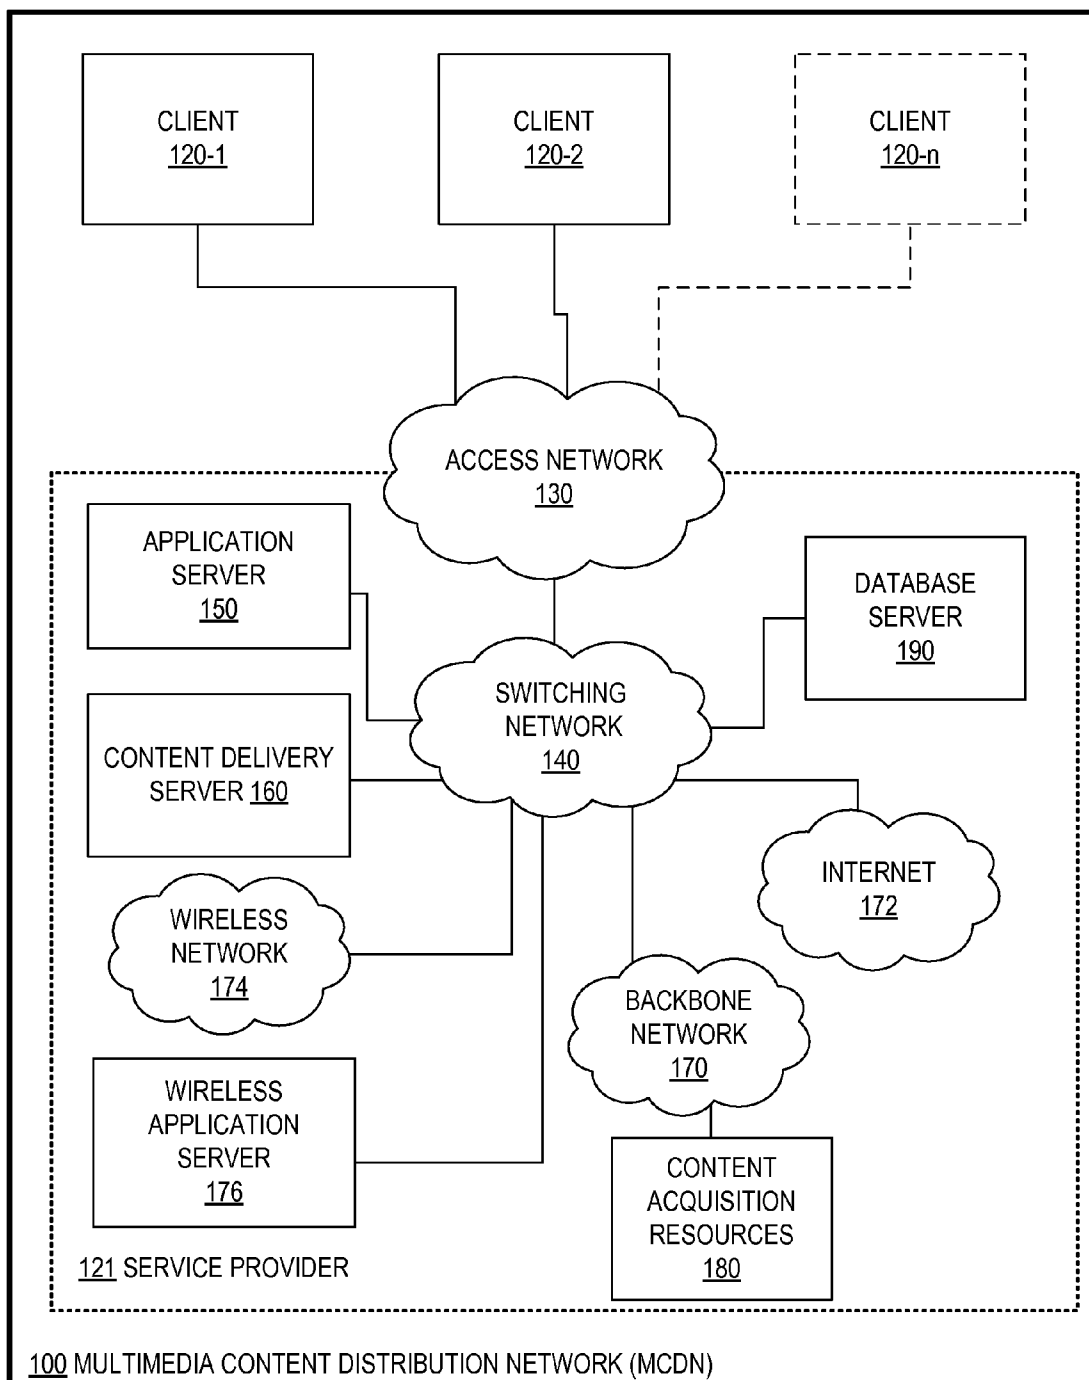 CLIENT
120-1
CLIENT
120-2
CLIENT
120-n
ACCESS NETWORK
130
APPLICATION
SERVER
150
DATABASE
SERVER
190
SWITCHING
NETWORK
140
CONTENT DELIVERY
SERVER 160
INTERNET
172
WIRELESS
NETWORK
174
BACKBONE
NETWORK
170
WIRELESS
APPLICATION
SERVER
176
CONTENT
ACQUISITION
RESOURCES
180
121 SERVICE PROVIDER
100 MULTIMEDIA CONTENT DISTRIBUTION NETWORK (MCDN)